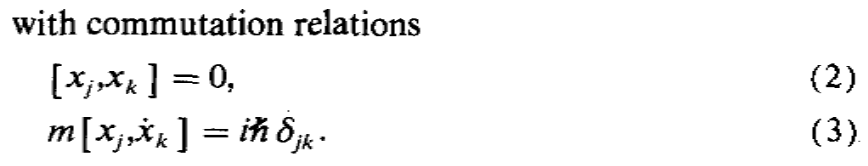 with commutation relations
[x_j,x_k] = 0, (2)
m[x_j,ẋ_k] = iℏ δ_jk. (3)